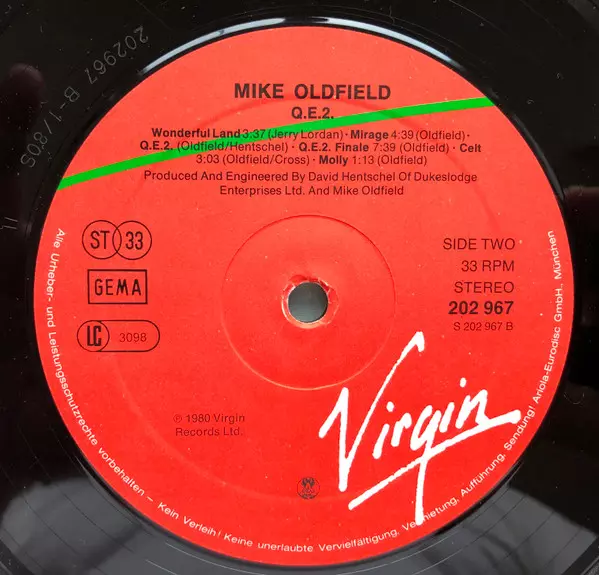 202967 B-1/80S
MIKE OLDFIELD
Q.E.2.
Wonderful Land 3:37 (Jerry Lordan) · Mirage 4:39 (Oldfield) ·
Q.E.2. (Oldfield/Hentschel) · Q.E.2. Finale 7:39 (Oldfield) · Celt
3:03 (Oldfield/Cross) · Molly 1:13 (Oldfield)
Produced And Engineered By David Hentschel Of Dukeslodge
Enterprises Ltd. And Mike Oldfield
ST 33
GEMA
LC 3098
SIDE TWO
33 RPM
STEREO
202 967
S 202 967 B
℗ 1980 Virgin
Records Ltd.
Virgin
Alle Urheber- und Leistungsschutzrechte vorbehalten – Kein Verleih! Keine unerlaubte Vervielfältigung, Vermietung, Aufführung, Sendung! Ariola-Eurodisc GmbH., München